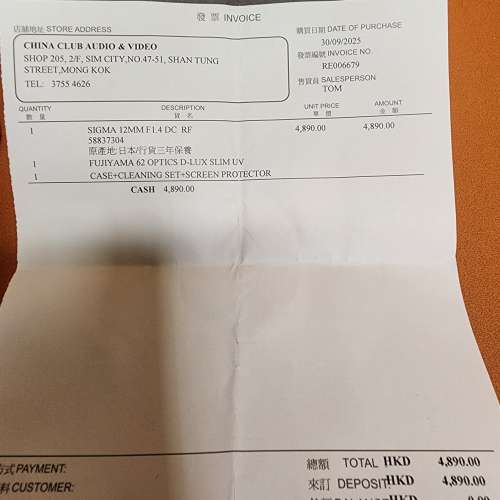 發票 INVOICE
店舖地址 STORE ADDRESS
CHINA CLUB AUDIO & VIDEO
SHOP 205, 2/F, SIM CITY,NO.47-51, SHAN TUNG
STREET,MONG KOK
TEL: 3755 4626
購買日期 DATE OF PURCHASE
30/09/2025
發票編號 INVOICE NO.
RE006679
售貨員 SALESPERSON
TOM
QUANTITY DESCRIPTION UNIT PRICE AMOUNT
數量 貨名 單價 金額
1 SIGMA 12MM F1.4 DC RF 4,890.00 4,890.00
58837304
原產地:日本/行貨三年保養
1 FUJIYAMA 62 OPTICS D-LUX SLIM UV
1 CASE+CLEANING SET+SCREEN PROTECTOR
CASH 4,890.00
方式 PAYMENT: 總額 TOTAL HKD 4,890.00
料 CUSTOMER: 來訂 DEPOSIT: HKD 4,890.00